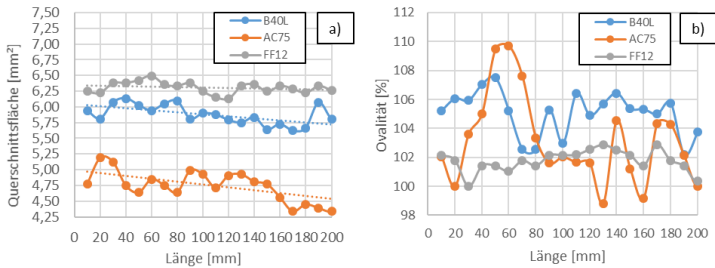 a)
B40L
AC75
FF12
Querschnittsfläche [mm²]
7,50
7,25
7,00
6,75
6,50
6,25
6,00
5,75
5,50
5,25
5,00
4,75
4,50
4,25
0 20 40 60 80 100 120 140 160 180 200
Länge [mm]
b)
B40L
AC75
FF12
Ovalität [%]
112
110
108
106
104
102
100
98
0 20 40 60 80 100 120 140 160 180 200
Länge [mm]